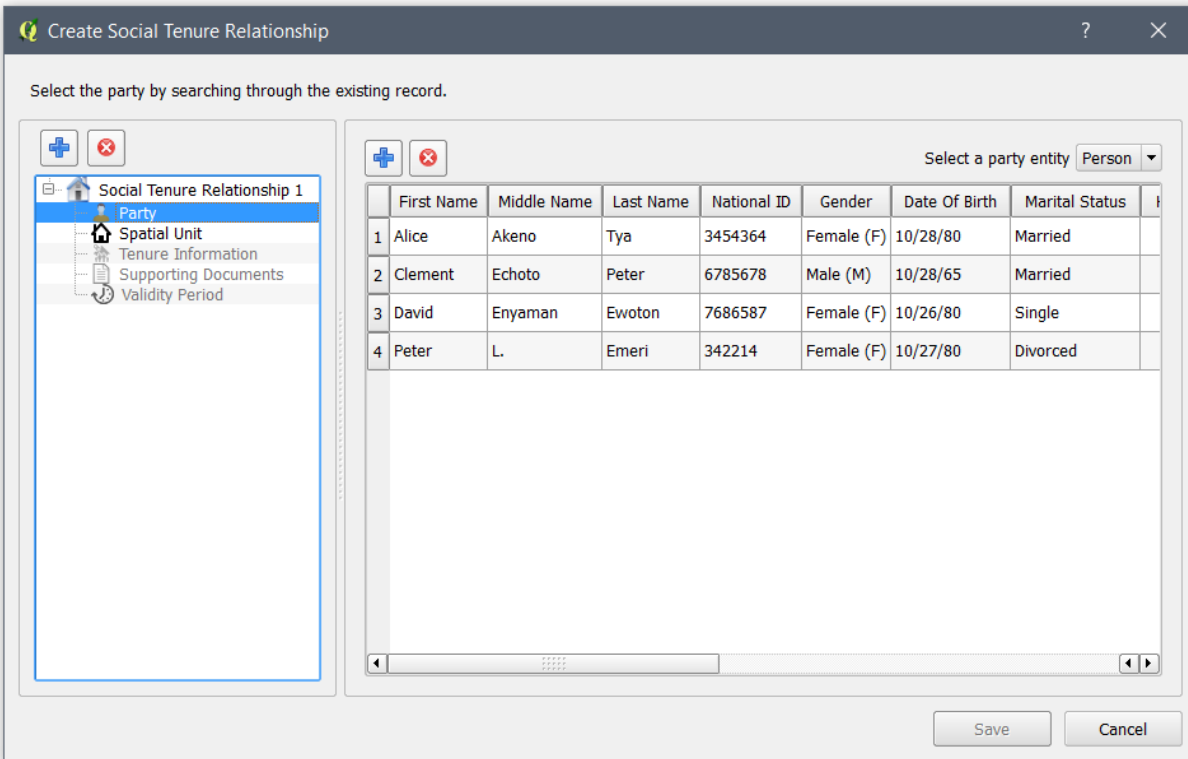 Create Social Tenure Relationship ?
Select the party by searching through the existing record.
Select a party entity Person
Social Tenure Relationship 1
Party
Spatial Unit
Tenure Information
Supporting Documents
Validity Period
First Name Middle Name Last Name National ID Gender Date Of Birth Marital Status
1 Alice Akeno Tya 3454364 Female (F) 10/28/80 Married
2 Clement Echoto Peter 6785678 Male (M) 10/28/65 Married
3 David Enyaman Ewoton 7686587 Female (F) 10/26/80 Single
4 Peter L. Emeri 342214 Female (F) 10/27/80 Divorced
Save Cancel